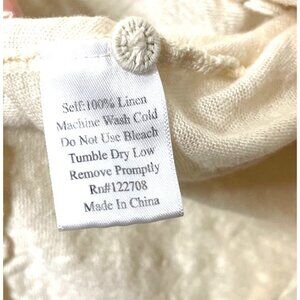 Self:100% Linen
Machine Wash Cold
Do Not Use Bleach
Tumble Dry Low
Remove Promptly
Rn#122708
Made In China